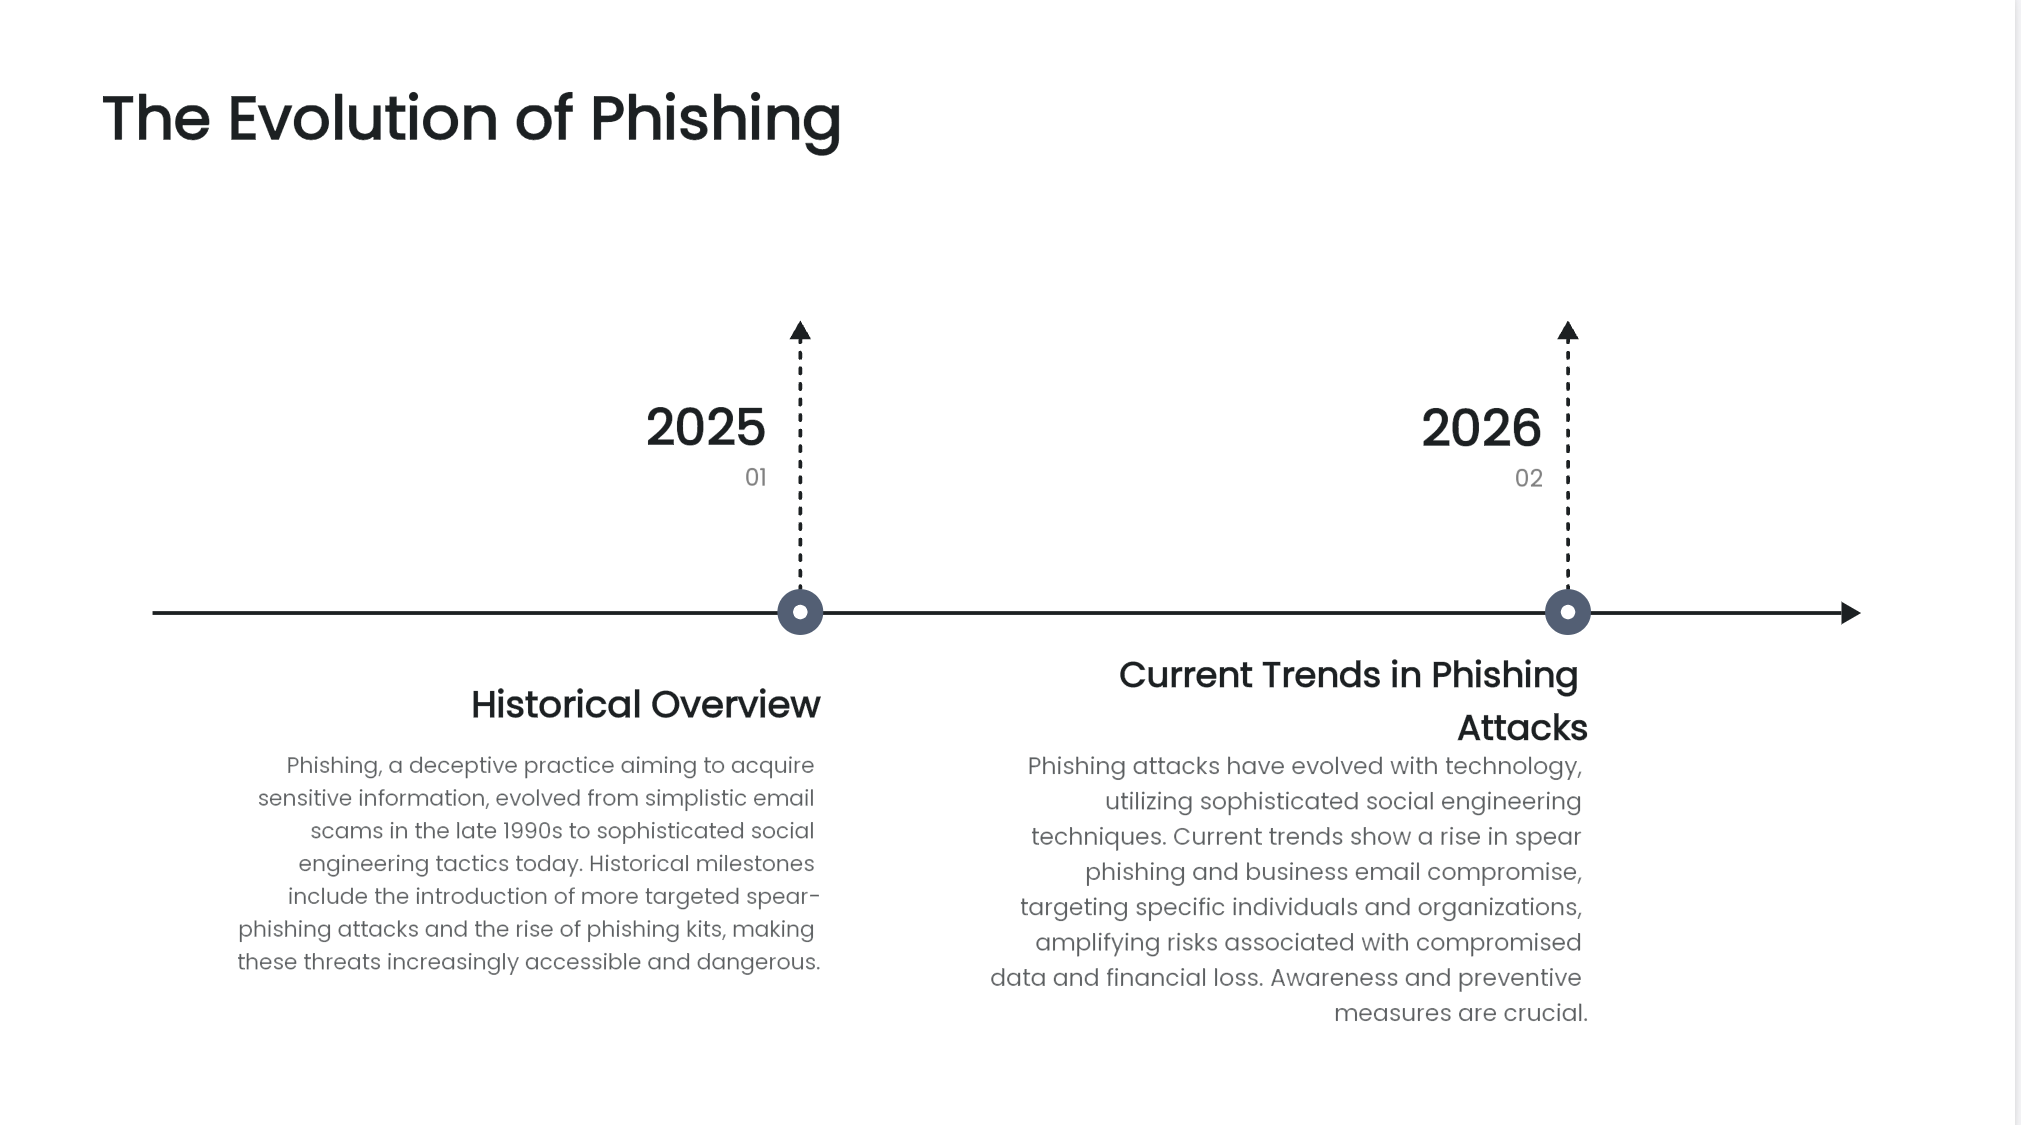 The Evolution of Phishing
2025
01
2026
02
Historical Overview
Phishing, a deceptive practice aiming to acquire
sensitive information, evolved from simplistic email
scams in the late 1990s to sophisticated social
engineering tactics today. Historical milestones
include the introduction of more targeted spear-
phishing attacks and the rise of phishing kits, making
these threats increasingly accessible and dangerous.
Current Trends in Phishing
Attacks
Phishing attacks have evolved with technology,
utilizing sophisticated social engineering
techniques. Current trends show a rise in spear
phishing and business email compromise,
targeting specific individuals and organizations,
amplifying risks associated with compromised
data and financial loss. Awareness and preventive
measures are crucial.